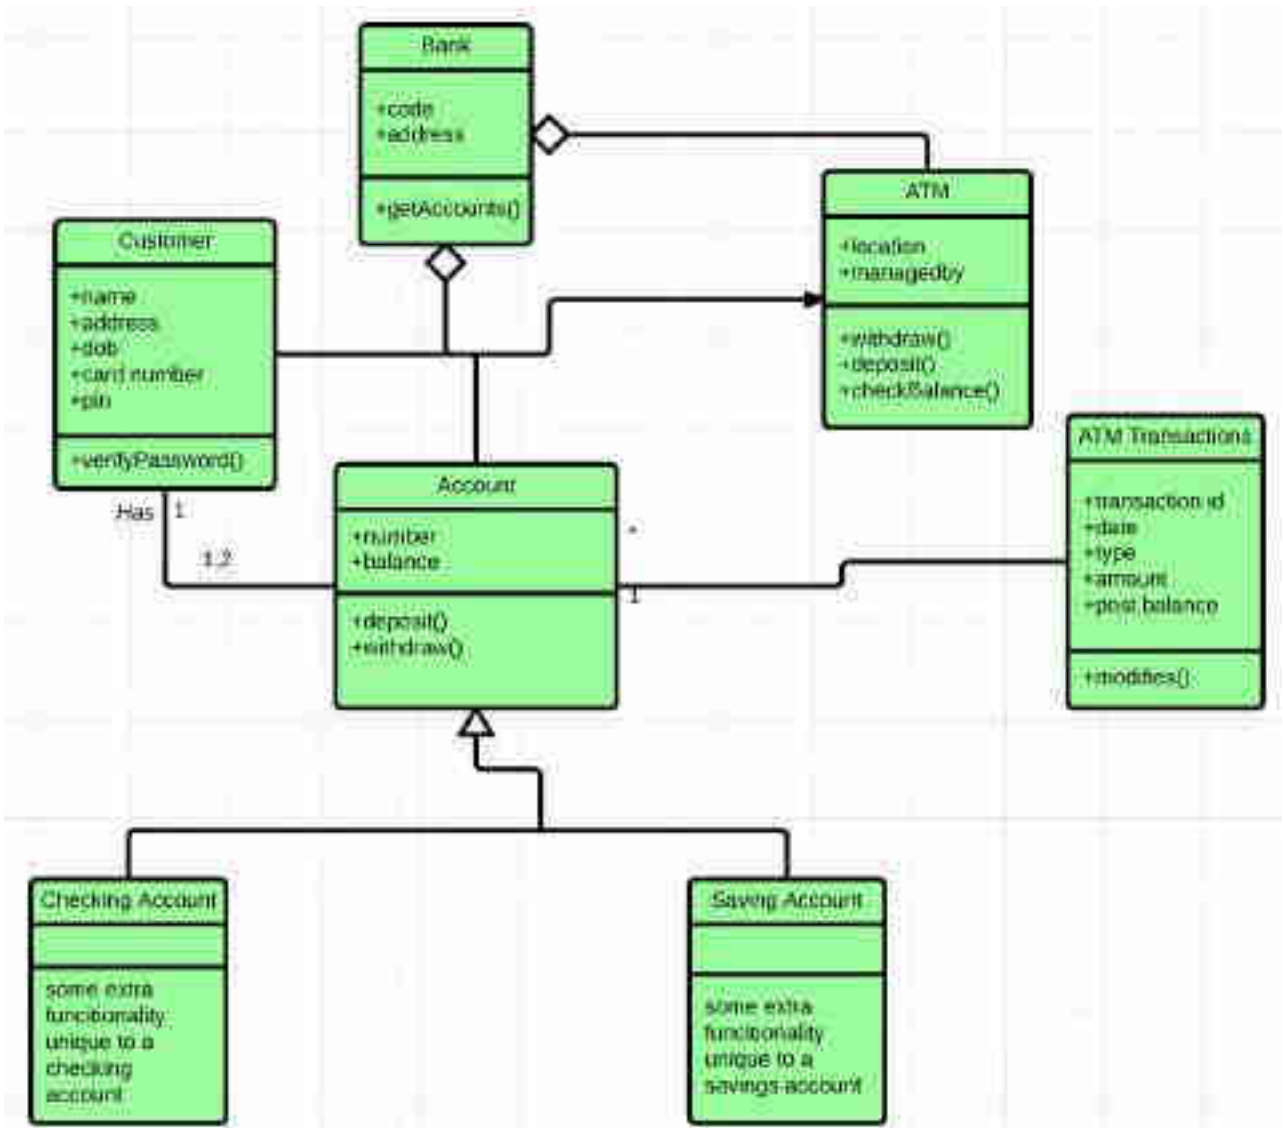 Bank
+code
+address
+getAccounts()
ATM
+location
+managedby
+withdraw()
+deposit()
+checkBalance()
Customer
+name
+address
+dob
+card number
+pin
+verifyPassword()
Has 1
1,2
Account
+number
+balance
+deposit()
+withdraw()
*
1
ATM Transactions
+transaction id
+date
+type
+amount
+post balance
+modifies()
Checking Account
some extra
funcitionality
unique to a
checking
account
Saving Account
some extra
funcitionality
unique to a
savings account